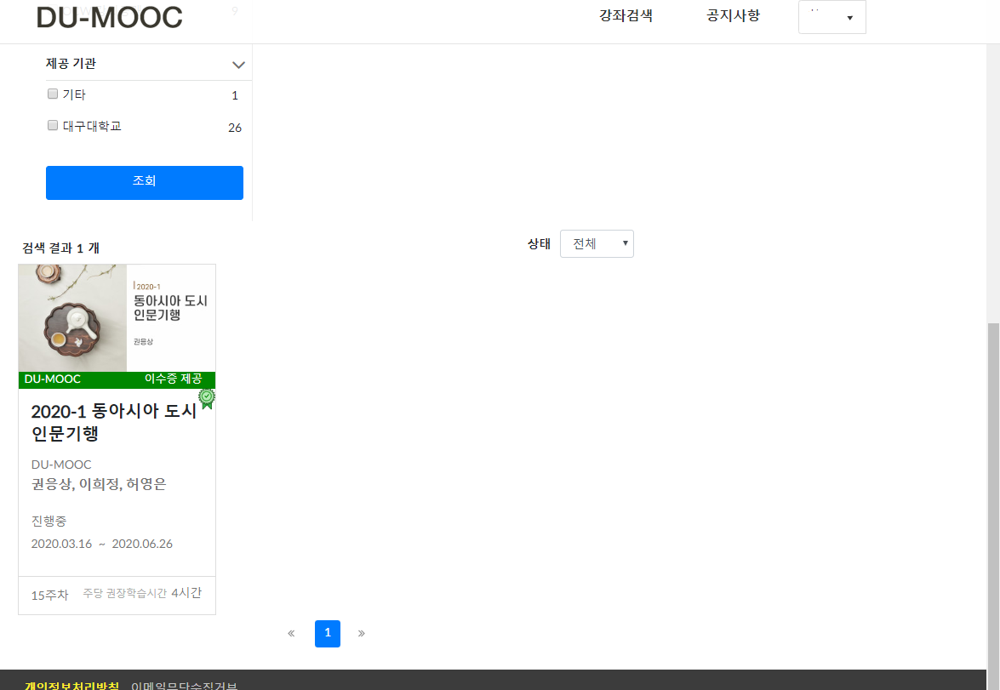 DU-MOOC
9
강좌검색
공지사항
제공 기관
기타 1
대구대학교 26
조회
검색 결과 1 개
상태
전체
2020-1
동아시아 도시
인문기행
권응상
DU-MOOC 이수증 제공
2020-1 동아시아 도시
인문기행
DU-MOOC
권응상, 이희정, 허영은
진행중
2020.03.16 ~ 2020.06.26
15주차 주당 권장학습시간 4시간
« 1 »
개인정보처리방침 이메일무단수집거부